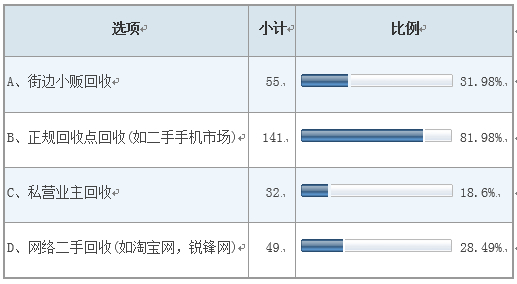 选项 小计 比例
A、街边小贩回收 55 31.98%
B、正规回收点回收(如二手手机市场) 141 81.98%
C、私营业主回收 32 18.6%
D、网络二手回收(如淘宝网，锐锋网) 49 28.49%